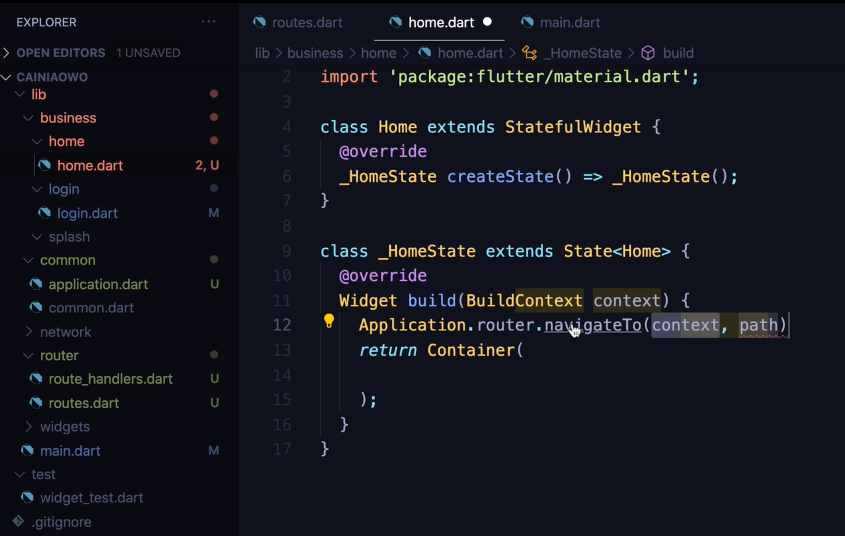 EXPLORER ···
OPEN EDITORS 1 UNSAVED
CAINIAOWO
lib
business
home
home.dart 2, U
login
login.dart M
splash
common
application.dart U
common.dart
network
router
route_handlers.dart U
routes.dart U
widgets
main.dart M
test
widget_test.dart
.gitignore
routes.dart home.dart main.dart
lib > business > home > home.dart > _HomeState > build
2 import 'package:flutter/material.dart';
3
4 class Home extends StatefulWidget {
5 @override
6 _HomeState createState() => _HomeState();
7 }
8
9 class _HomeState extends State<Home> {
10 @override
11 Widget build(BuildContext context) {
12 Application.router.navigateTo(context, path)
13 return Container(
14
15 );
16 }
17 }